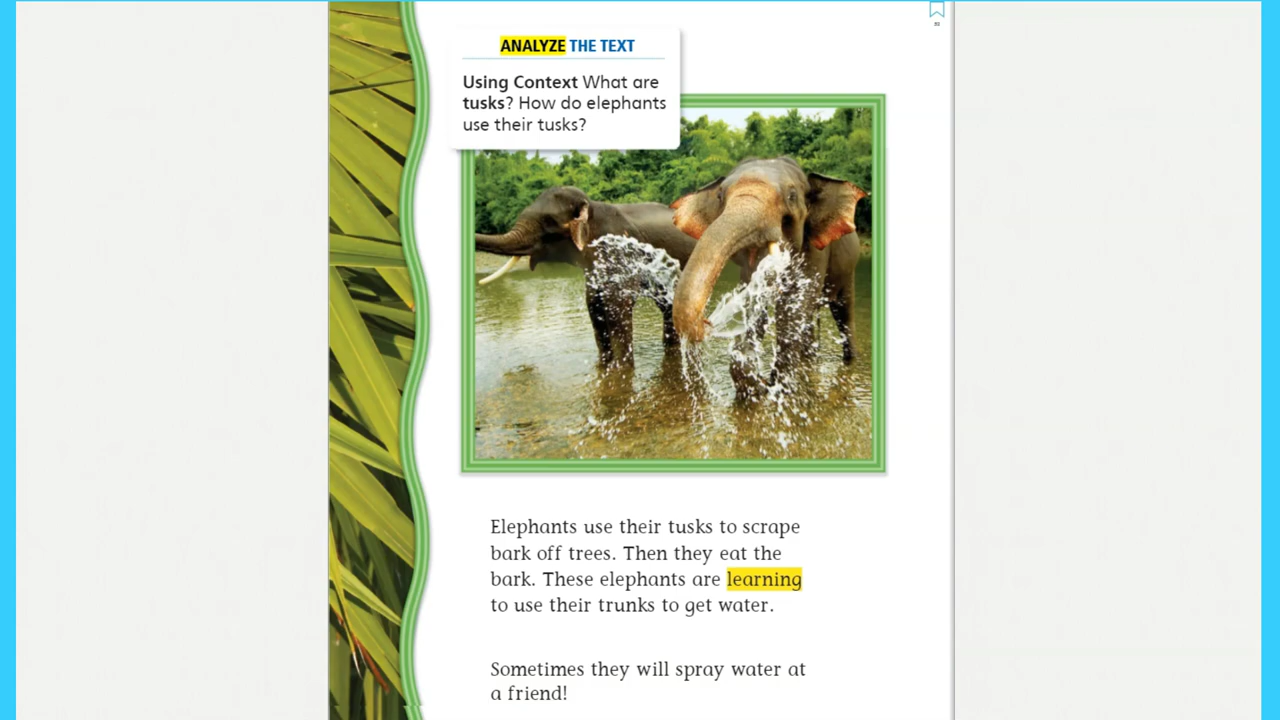 ANALYZE THE TEXT
Using Context What are
tusks? How do elephants
use their tusks?
Elephants use their tusks to scrape
bark off trees. Then they eat the
bark. These elephants are learning
to use their trunks to get water.
Sometimes they will spray water at
a friend!